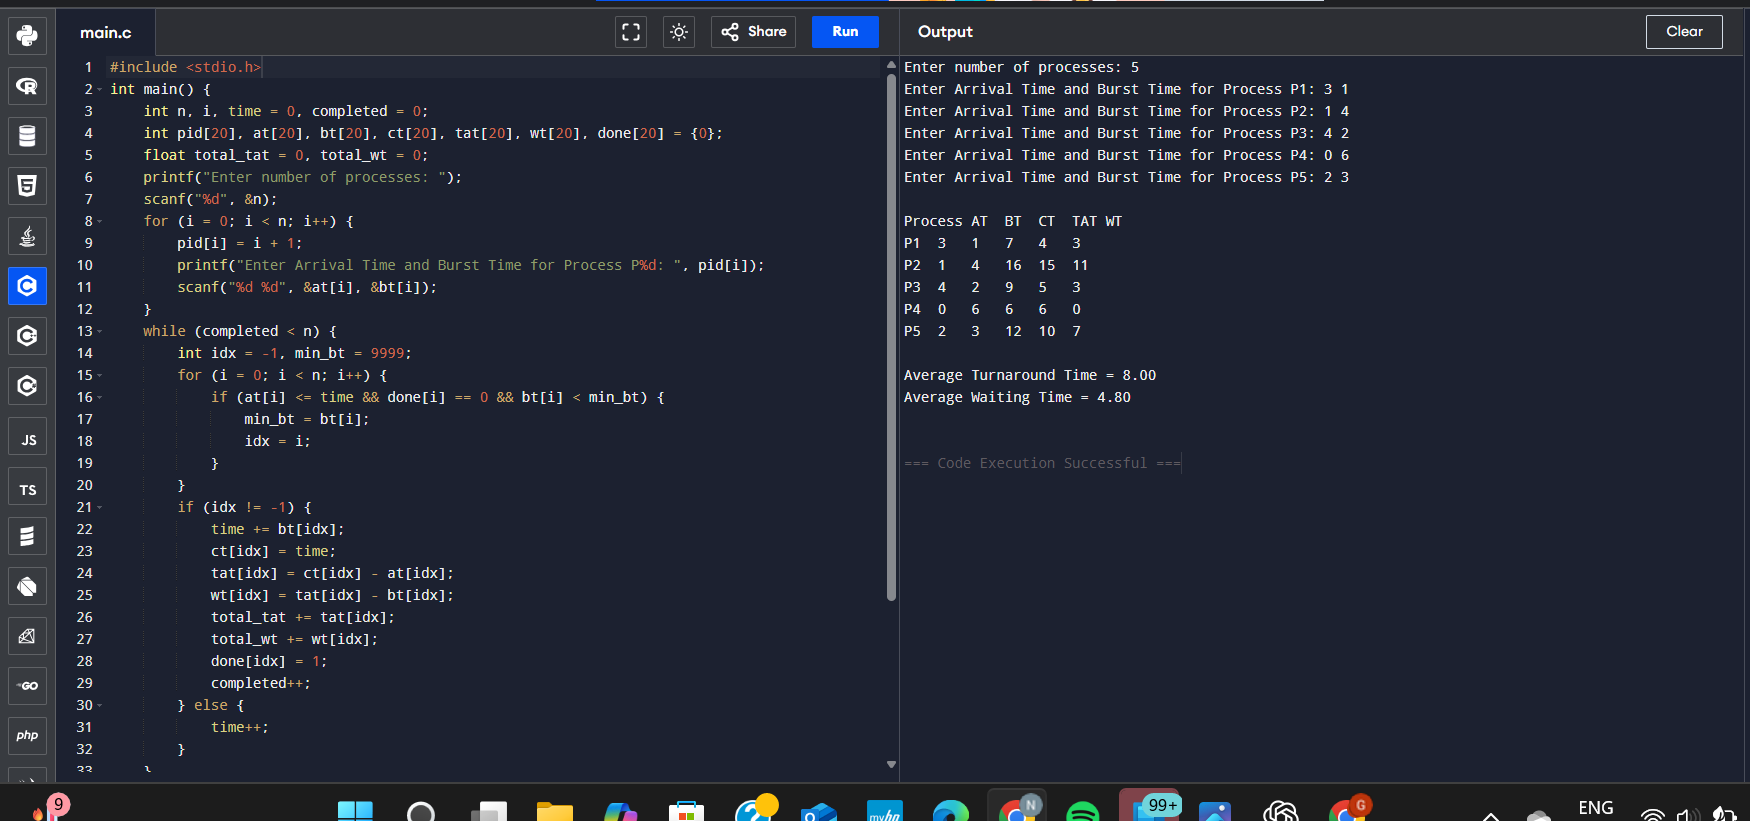 main.c
Share
Run
Output
Clear
1 #include <stdio.h>
2 int main() {
3 int n, i, time = 0, completed = 0;
4 int pid[20], at[20], bt[20], ct[20], tat[20], wt[20], done[20] = {0};
5 float total_tat = 0, total_wt = 0;
6 printf("Enter number of processes: ");
7 scanf("%d", &n);
8 for (i = 0; i < n; i++) {
9 pid[i] = i + 1;
10 printf("Enter Arrival Time and Burst Time for Process P%d: ", pid[i]);
11 scanf("%d %d", &at[i], &bt[i]);
12 }
13 while (completed < n) {
14 int idx = -1, min_bt = 9999;
15 for (i = 0; i < n; i++) {
16 if (at[i] <= time && done[i] == 0 && bt[i] < min_bt) {
17 min_bt = bt[i];
18 idx = i;
19 }
20 }
21 if (idx != -1) {
22 time += bt[idx];
23 ct[idx] = time;
24 tat[idx] = ct[idx] - at[idx];
25 wt[idx] = tat[idx] - bt[idx];
26 total_tat += tat[idx];
27 total_wt += wt[idx];
28 done[idx] = 1;
29 completed++;
30 } else {
31 time++;
32 }
33 }
Enter number of processes: 5
Enter Arrival Time and Burst Time for Process P1: 3 1
Enter Arrival Time and Burst Time for Process P2: 1 4
Enter Arrival Time and Burst Time for Process P3: 4 2
Enter Arrival Time and Burst Time for Process P4: 0 6
Enter Arrival Time and Burst Time for Process P5: 2 3
Process AT BT CT TAT WT
P1 3 1 7 4 3
P2 1 4 16 15 11
P3 4 2 9 5 3
P4 0 6 6 6 0
P5 2 3 12 10 7
Average Turnaround Time = 8.00
Average Waiting Time = 4.80
=== Code Execution Successful ===
JS
TS
GO
php
9
myhp
N
99+
G
ENG